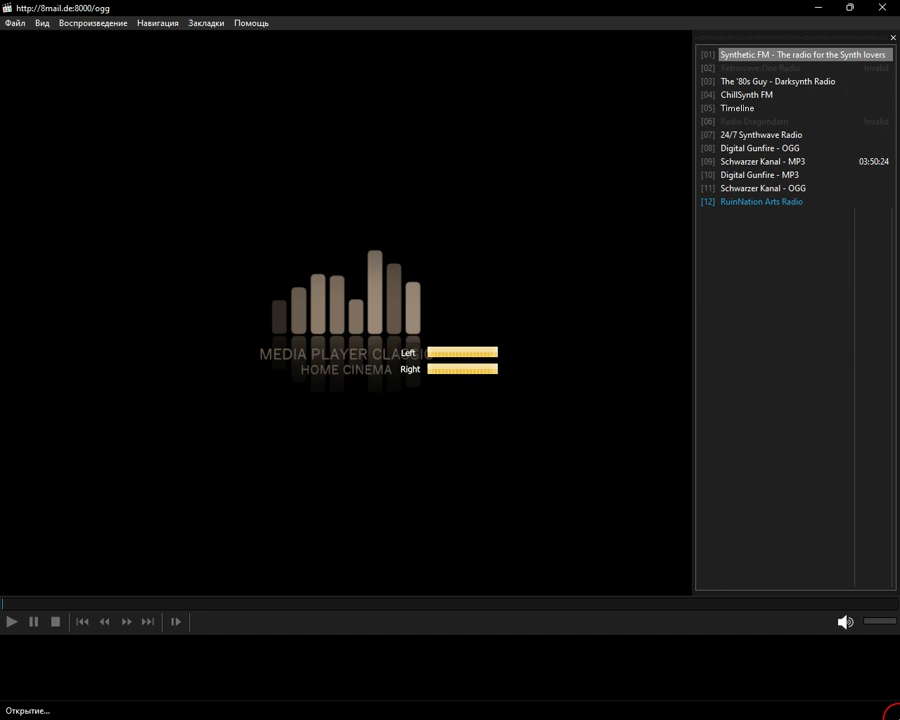 http://8mail.de:8000/ogg
Файл Вид Воспроизведение Навигация Закладки Помощь
[01] Synthetic FM - The radio for the Synth lovers
[02] Retrowave.One Radio Invalid
[03] The '80s Guy - Darksynth Radio
[04] ChillSynth FM
[05] Timeline
[06] Radio Dragondarn Invalid
[07] 24/7 Synthwave Radio
[08] Digital Gunfire - OGG
[09] Schwarzer Kanal - MP3 03:50:24
[10] Digital Gunfire - MP3
[11] Schwarzer Kanal - OGG
[12] RuinNation Arts Radio
MEDIA PLAYER CLASSIC
HOME CINEMA
Left
Right
Открытие...